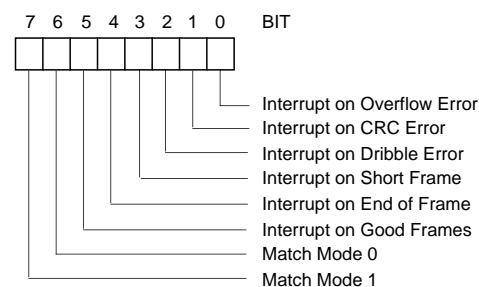 7 6 5 4 3 2 1 0 BIT
Interrupt on Overflow Error
Interrupt on CRC Error
Interrupt on Dribble Error
Interrupt on Short Frame
Interrupt on End of Frame
Interrupt on Good Frames
Match Mode 0
Match Mode 1